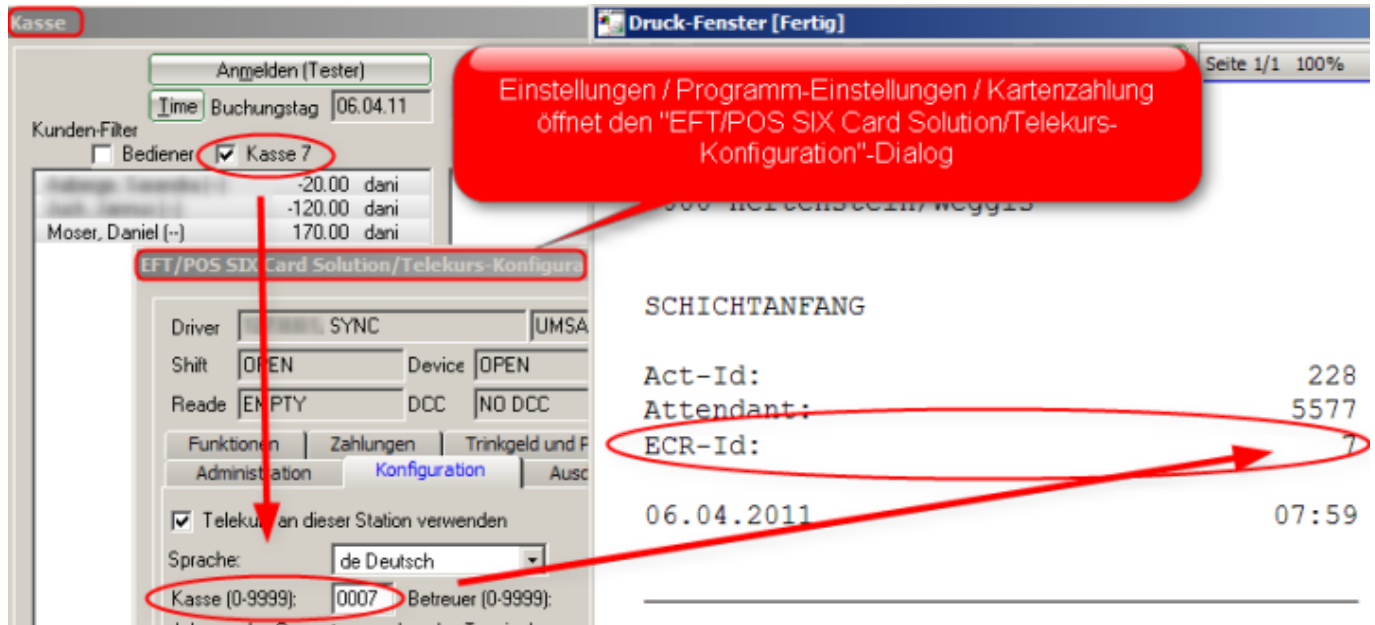 Kasse
Anmelden (Tester)
Time Buchungstag 06.04.11
Kunden-Filter
Bediener Kasse 7
-20.00 dani
-120.00 dani
Moser, Daniel (--) 170.00 dani
EFT/POS SIX Card Solution/Telekurs-Konfigura
Driver SYNC UMSA
Shift OPEN Device OPEN
Reade EMPTY DCC NO DCC
Funktionen Zahlungen Trinkgeld und P
Administration Konfiguration Ausc
Telekurs an dieser Station verwenden
Sprache: de Deutsch
Kasse (0-9999): 0007 Betreuer (0-9999):
Druck-Fenster [Fertig]
Seite 1/1 100%
Einstellungen / Programm-Einstellungen / Kartenzahlung
öffnet den "EFT/POS SIX Card Solution/Telekurs-
Konfiguration"-Dialog
Hertenstein/Weggis
SCHICHTANFANG
Act-Id: 228
Attendant: 5577
ECR-Id: 7
06.04.2011 07:59